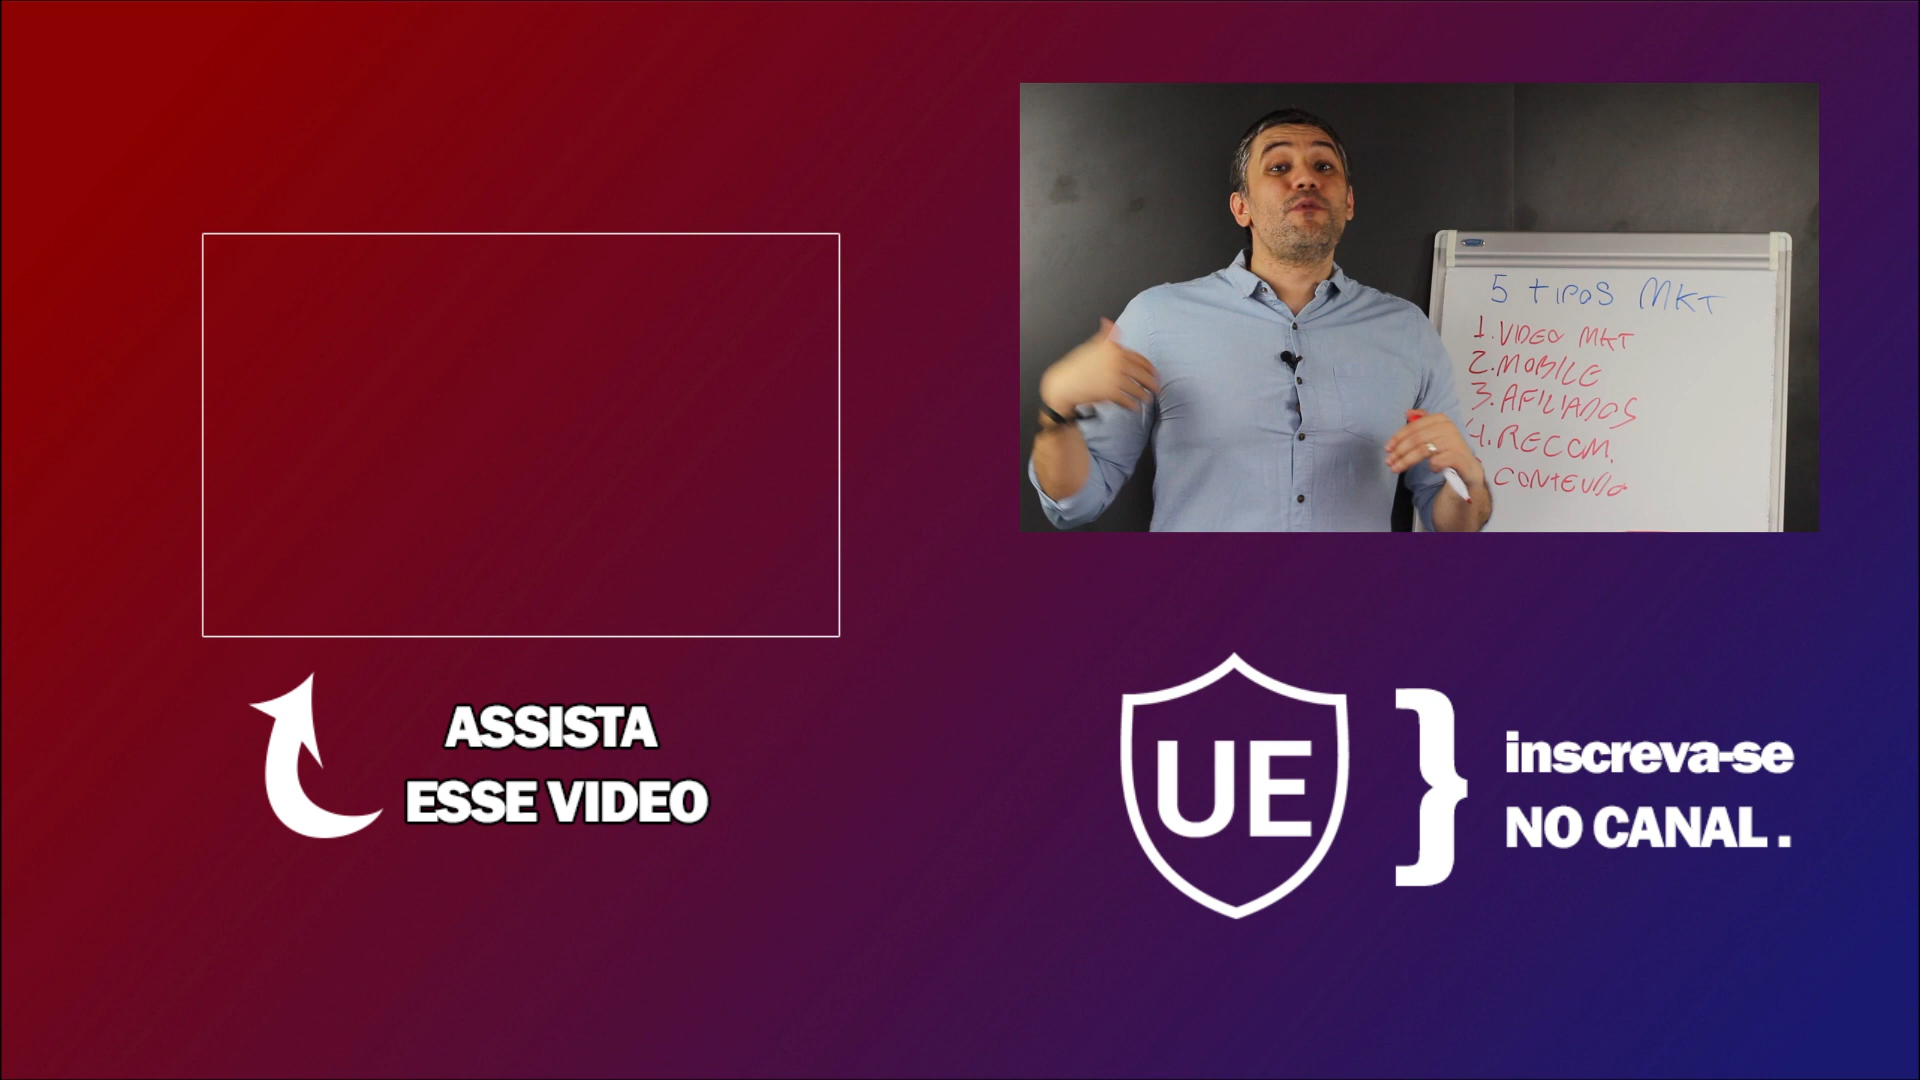 5 TIPOS MKT
1. VIDEO MKT
2. MOBILE
3. AFILIADOS
4. RECOM.
CONTEUDO
ASSISTA
ESSE VIDEO
UE
inscreva-se
NO CANAL .